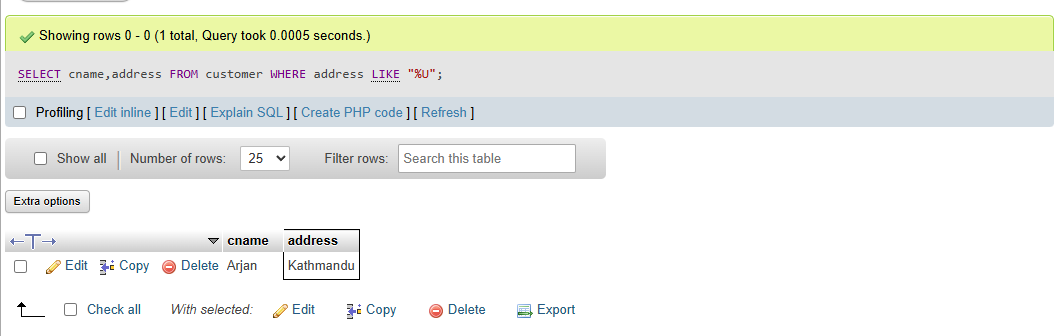 Showing rows 0 - 0 (1 total, Query took 0.0005 seconds.)
SELECT cname,address FROM customer WHERE address LIKE "%U";
Profiling [ Edit inline ] [ Edit ] [ Explain SQL ] [ Create PHP code ] [ Refresh ]
Show all Number of rows: 25 Filter rows: Search this table
Extra options
cname address
Edit Copy Delete Arjan Kathmandu
Check all With selected: Edit Copy Delete Export